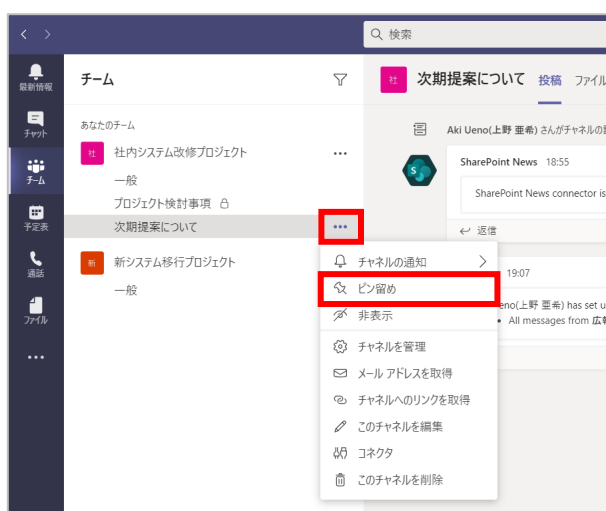 検索
最新情報
チャット
チーム
予定表
通話
ファイル
チーム
あなたのチーム
社 社内システム改修プロジェクト
一般
プロジェクト検討事項
次期提案について
新 新システム移行プロジェクト
一般
チャネルの通知
ピン留め
非表示
チャネルを管理
メール アドレスを取得
チャネルへのリンクを取得
このチャネルを編集
コネクタ
このチャネルを削除
社 次期提案について 投稿 ファイル
Aki Ueno(上野 亜希) さんがチャネルの
SharePoint News 18:55
SharePoint News connector is
返信
19:07
eno(上野 亜希) has set u
All messages from 広